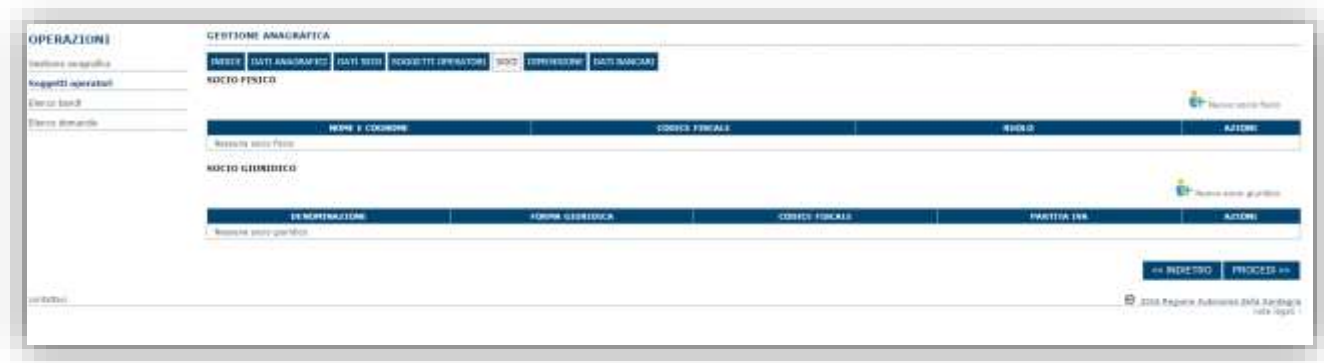 OPERAZIONI
Gestione anagrafica
Soggetti operatori
Elenco bandi
Elenco domande
GESTIONE ANAGRAFICA
INDICE DATI ANAGRAFICI DATI SEDI SOGGETTI OPERATORI SOCI DIMENSIONE DATI BANCARI
SOCIO FISICO
Nuovo socio fisico
NOME E COGNOME CODICE FISCALE RUOLO AZIONI
Nessuno socio fisico
SOCIO GIURIDICO
Nuovo socio giuridico
DENOMINAZIONE FORMA GIURIDICA CODICE FISCALE PARTITA IVA AZIONI
Nessuno socio giuridico
<< INDIETRO PROCEDI >>
contattaci
Regione Autonoma della Sardegna
note legali